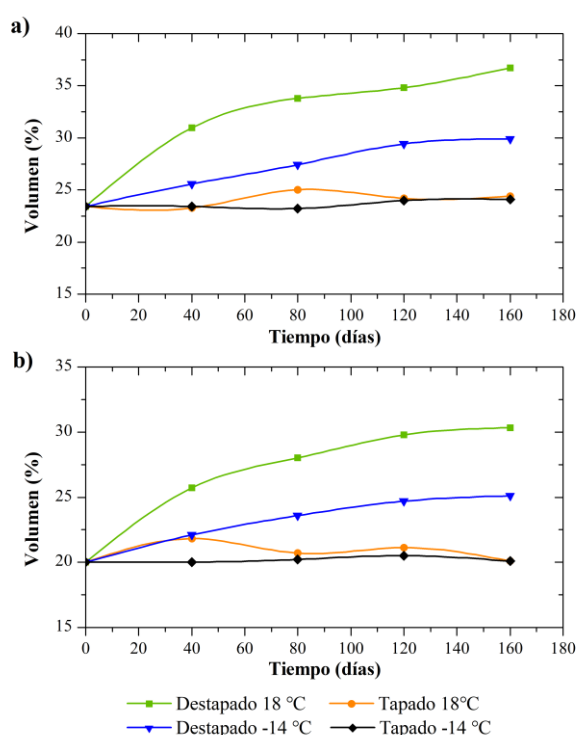 a)
40
35
30
25
20
15
Volumen (%)
0 20 40 60 80 100 120 140 160 180
Tiempo (días)
b)
35
30
25
20
15
Volumen (%)
0 20 40 60 80 100 120 140 160 180
Tiempo (días)
Destapado 18 °C Tapado 18°C
Destapado -14 °C Tapado -14 °C